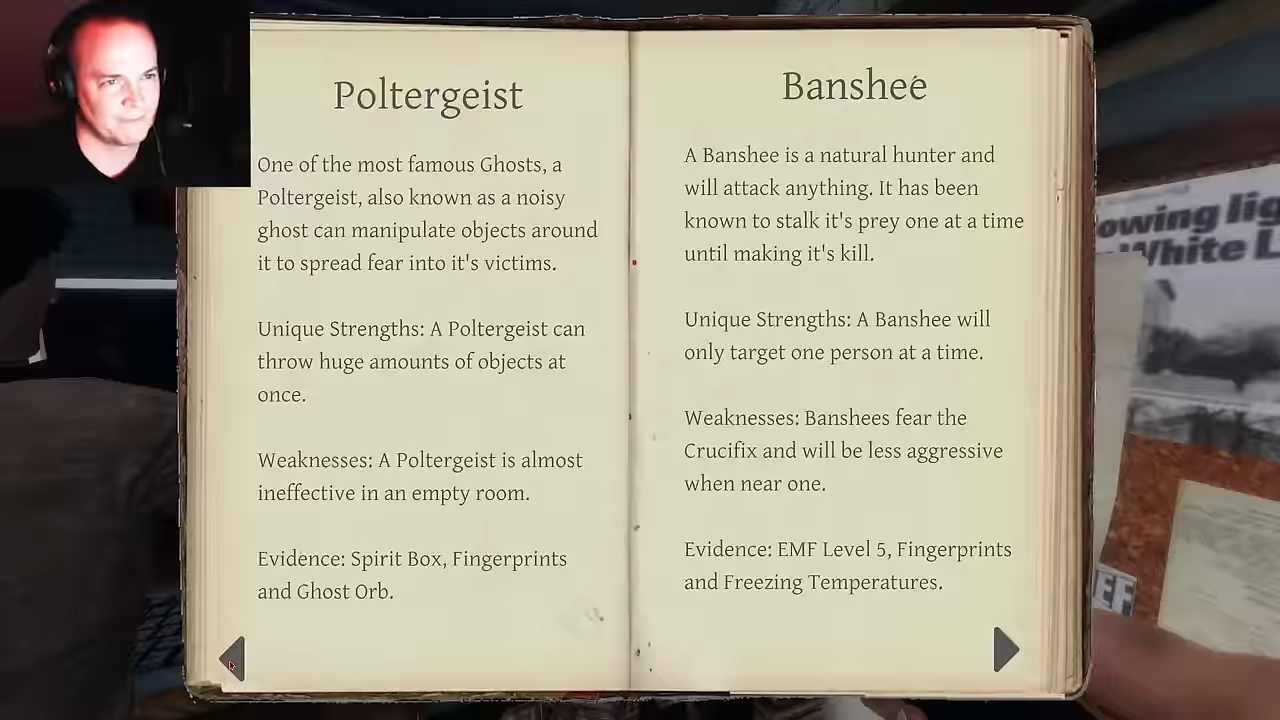 Poltergeist
One of the most famous Ghosts, a
Poltergeist, also known as a noisy
ghost can manipulate objects around
it to spread fear into it's victims.
Unique Strengths: A Poltergeist can
throw huge amounts of objects at
once.
Weaknesses: A Poltergeist is almost
ineffective in an empty room.
Evidence: Spirit Box, Fingerprints
and Ghost Orb.
Banshee
A Banshee is a natural hunter and
will attack anything. It has been
known to stalk it's prey one at a time
until making it's kill.
Unique Strengths: A Banshee will
only target one person at a time.
Weaknesses: Banshees fear the
Crucifix and will be less aggressive
when near one.
Evidence: EMF Level 5, Fingerprints
and Freezing Temperatures.
owing lig
White L
EF